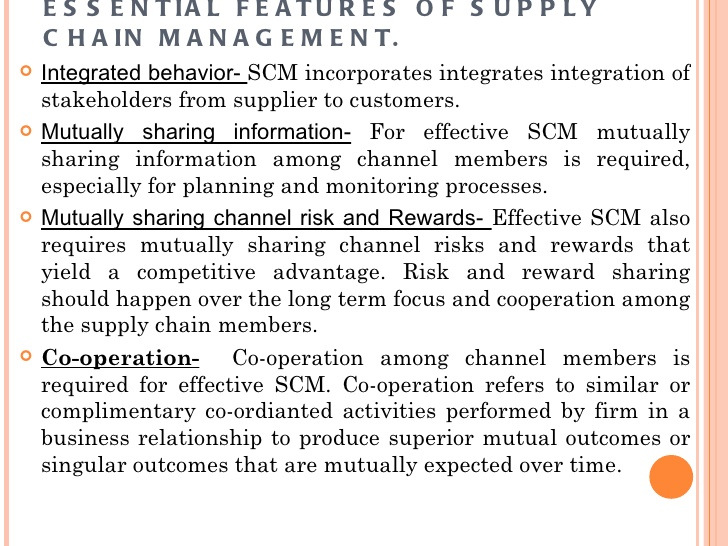 ESSENTIAL FEATURES OF SUPPLY
CHAIN MANAGEMENT.
Integrated behavior- SCM incorporates integrates integration of
stakeholders from supplier to customers.
Mutually sharing information- For effective SCM mutually
sharing information among channel members is required,
especially for planning and monitoring processes.
Mutually sharing channel risk and Rewards- Effective SCM also
requires mutually sharing channel risks and rewards that
yield a competitive advantage. Risk and reward sharing
should happen over the long term focus and cooperation among
the supply chain members.
Co-operation- Co-operation among channel members is
required for effective SCM. Co-operation refers to similar or
complimentary co-ordianted activities performed by firm in a
business relationship to produce superior mutual outcomes or
singular outcomes that are mutually expected over time.